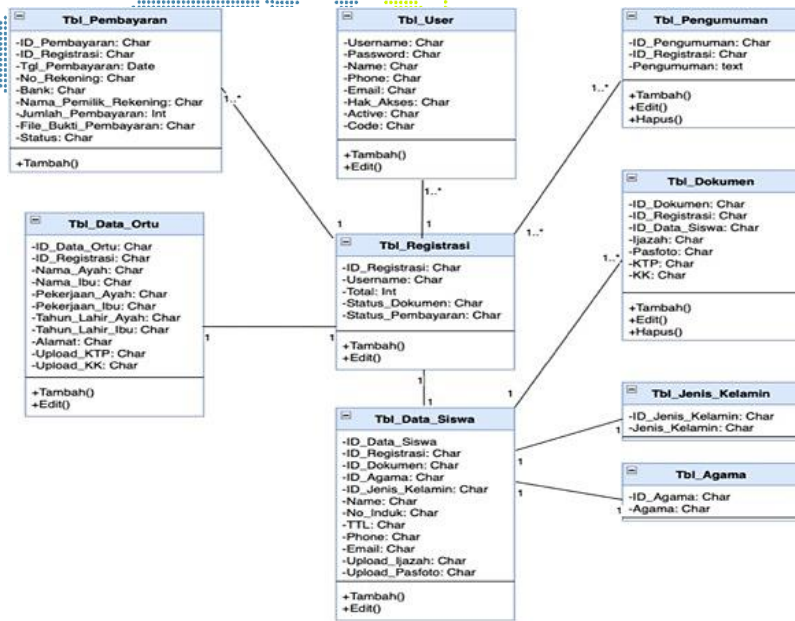 Tbl_Pembayaran
-ID_Pembayaran: Char
-ID_Registrasi: Char
-Tgl_Pembayaran: Date
-No_Rekening: Char
-Bank: Char
-Nama_Pemilik_Rekening: Char
-Jumlah_Pembayaran: Int
-File_Bukti_Pembayaran: Char
-Status: Char
+Tambah()
1..*
1
Tbl_User
-Username: Char
-Password: Char
-Name: Char
-Phone: Char
-Email: Char
-Hak_Akses: Char
-Active: Char
-Code: Char
+Tambah()
+Edit()
1..*
1
Tbl_Pengumuman
-ID_Pengumuman: Char
-ID_Registrasi: Char
-Pengumuman: text
+Tambah()
+Edit()
+Hapus()
1..*
1..*
Tbl_Data_Ortu
-ID_Data_Ortu: Char
-ID_Registrasi: Char
-Nama_Ayah: Char
-Nama_Ibu: Char
-Pekerjaan_Ayah: Char
-Pekerjaan_Ibu: Char
-Tahun_Lahir_Ayah: Char
-Tahun_Lahir_Ibu: Char
-Alamat: Char
-Upload_KTP: Char
-Upload_KK: Char
+Tambah()
+Edit()
1
1
Tbl_Registrasi
-ID_Registrasi: Char
-Username: Char
-Total: Int
-Status_Dokumen: Char
-Status_Pembayaran: Char
+Tambah()
+Edit()
1
1
Tbl_Dokumen
-ID_Dokumen: Char
-ID_Registrasi: Char
-ID_Data_Siswa: Char
-Ijazah: Char
-Pasfoto: Char
-KTP: Char
-KK: Char
+Tambah()
+Edit()
+Hapus()
1..*
1
Tbl_Data_Siswa
-ID_Data_Siswa
-ID_Registrasi: Char
-ID_Dokumen: Char
-ID_Agama: Char
-ID_Jenis_Kelamin: Char
-Name: Char
-No_Induk: Char
-TTL: Char
-Phone: Char
-Email: Char
-Upload_Ijazah: Char
-Upload_Pasfoto: Char
+Tambah()
+Edit()
1
1
Tbl_Jenis_Kelamin
-ID_Jenis_Kelamin: Char
-Jenis_Kelamin: Char
1
1
Tbl_Agama
-ID_Agama: Char
-Agama: Char